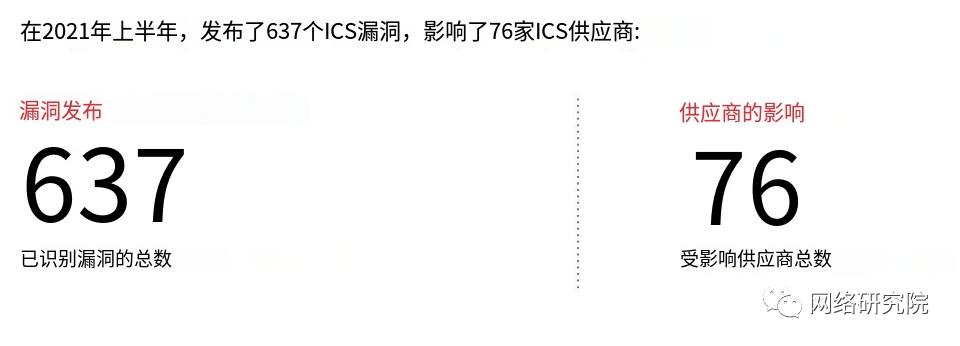 在2021年上半年，发布了637个ICS漏洞，影响了76家ICS供应商:
漏洞发布
637
已识别漏洞的总数
供应商的影响
76
受影响供应商总数
网络研究院